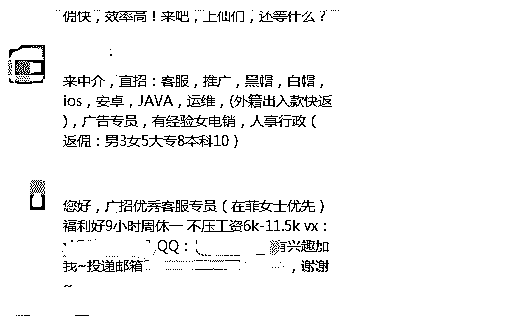 佣快，效率高！来吧，上仙们，还等什么？
：
来中介，直招：客服，推广，黑帽，白帽，
ios，安卓，JAVA，运维，(外籍出入款快返
)，广告专员，有经验女电销，人事行政（
返佣：男3女5大专8本科10）
您好，广招优秀客服专员（在菲女士优先）
福利好9小时周休一 不压工资6k-11.5k vx：
,QQ： 有兴趣加
我~投递邮箱 ，谢谢
~